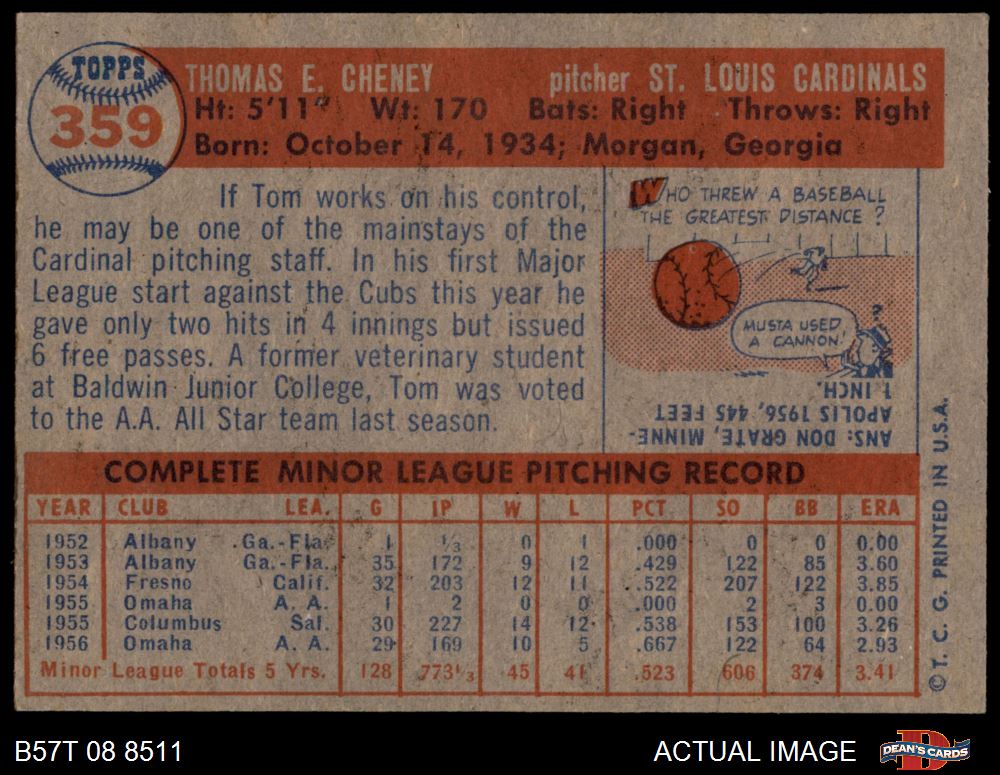 TOPPS
359
THOMAS E. CHENEY pitcher ST. LOUIS CARDINALS
Ht: 5'11" Wt: 170 Bats: Right Throws: Right
Born: October 14, 1934; Morgan, Georgia
If Tom works on his control,
he may be one of the mainstays of the
Cardinal pitching staff. In his first Major
League start against the Cubs this year he
gave only two hits in 4 innings but issued
6 free passes. A former veterinary student
at Baldwin Junior College, Tom was voted
to the A.A. All Star team last season.
WHO THREW A BASEBALL
THE GREATEST DISTANCE ?
MUSTA USED
A CANNON.
ANS: DON GRATE, MINNE-
APOLIS 1956, 445 FEET
1 INCH.
COMPLETE MINOR LEAGUE PITCHING RECORD
YEAR CLUB LEA. G IP W L PCT SO BB ERA
1952 Albany Ga.-Fla. 1 1/3 0 1 .000 0 0 0.00
1953 Albany Ga.-Fla. 35 172 9 12 .429 122 85 3.60
1954 Fresno Calif. 32 203 12 11 .522 207 122 3.85
1955 Omaha A. A. 1 2 0 0 .000 2 3 0.00
1955 Columbus Sal. 30 227 14 12 .538 153 100 3.26
1956 Omaha A. A. 29 169 10 5 .667 122 64 2.93
Minor League Totals 5 Yrs. 128 773 1/3 45 41 .523 606 374 3.41
©T. C. G. PRINTED IN U.S.A.
B57T 08 8511 ACTUAL IMAGE
D
DEAN'S CARDS